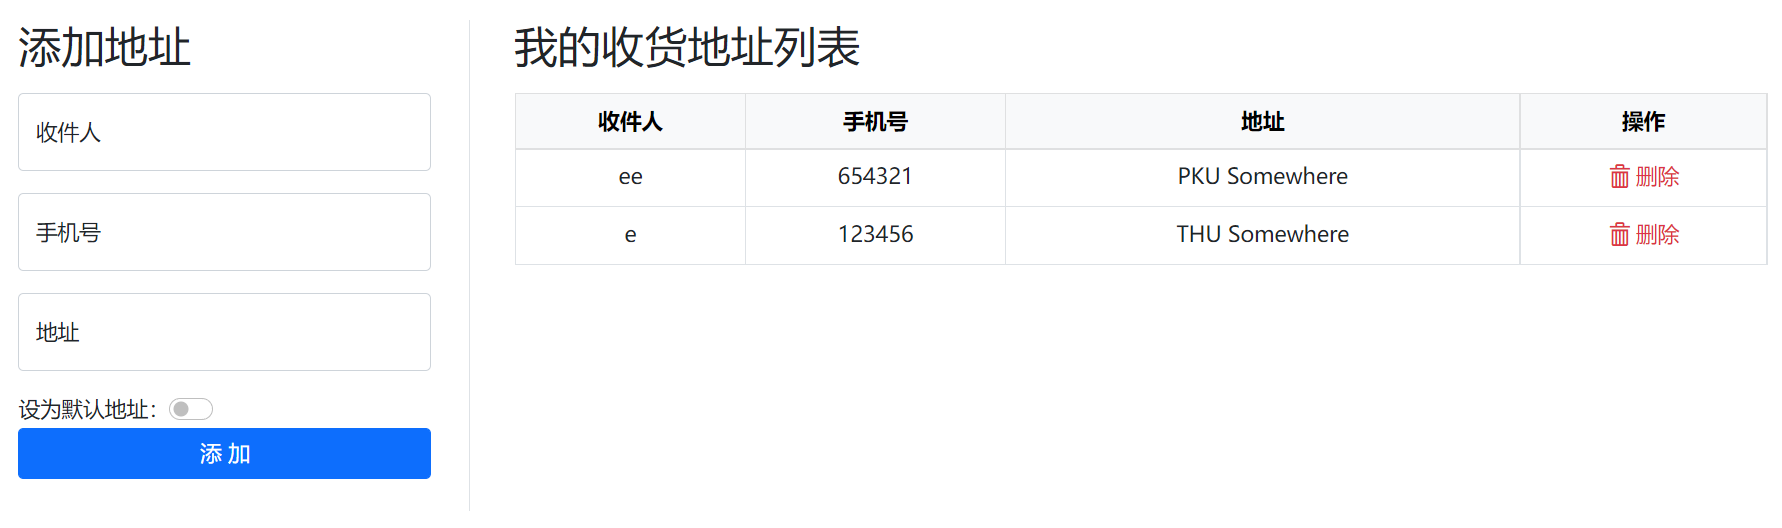 添加地址
收件人
手机号
地址
设为默认地址：
添 加
我的收货地址列表
收件人 手机号 地址 操作
ee 654321 PKU Somewhere 删除
e 123456 THU Somewhere 删除